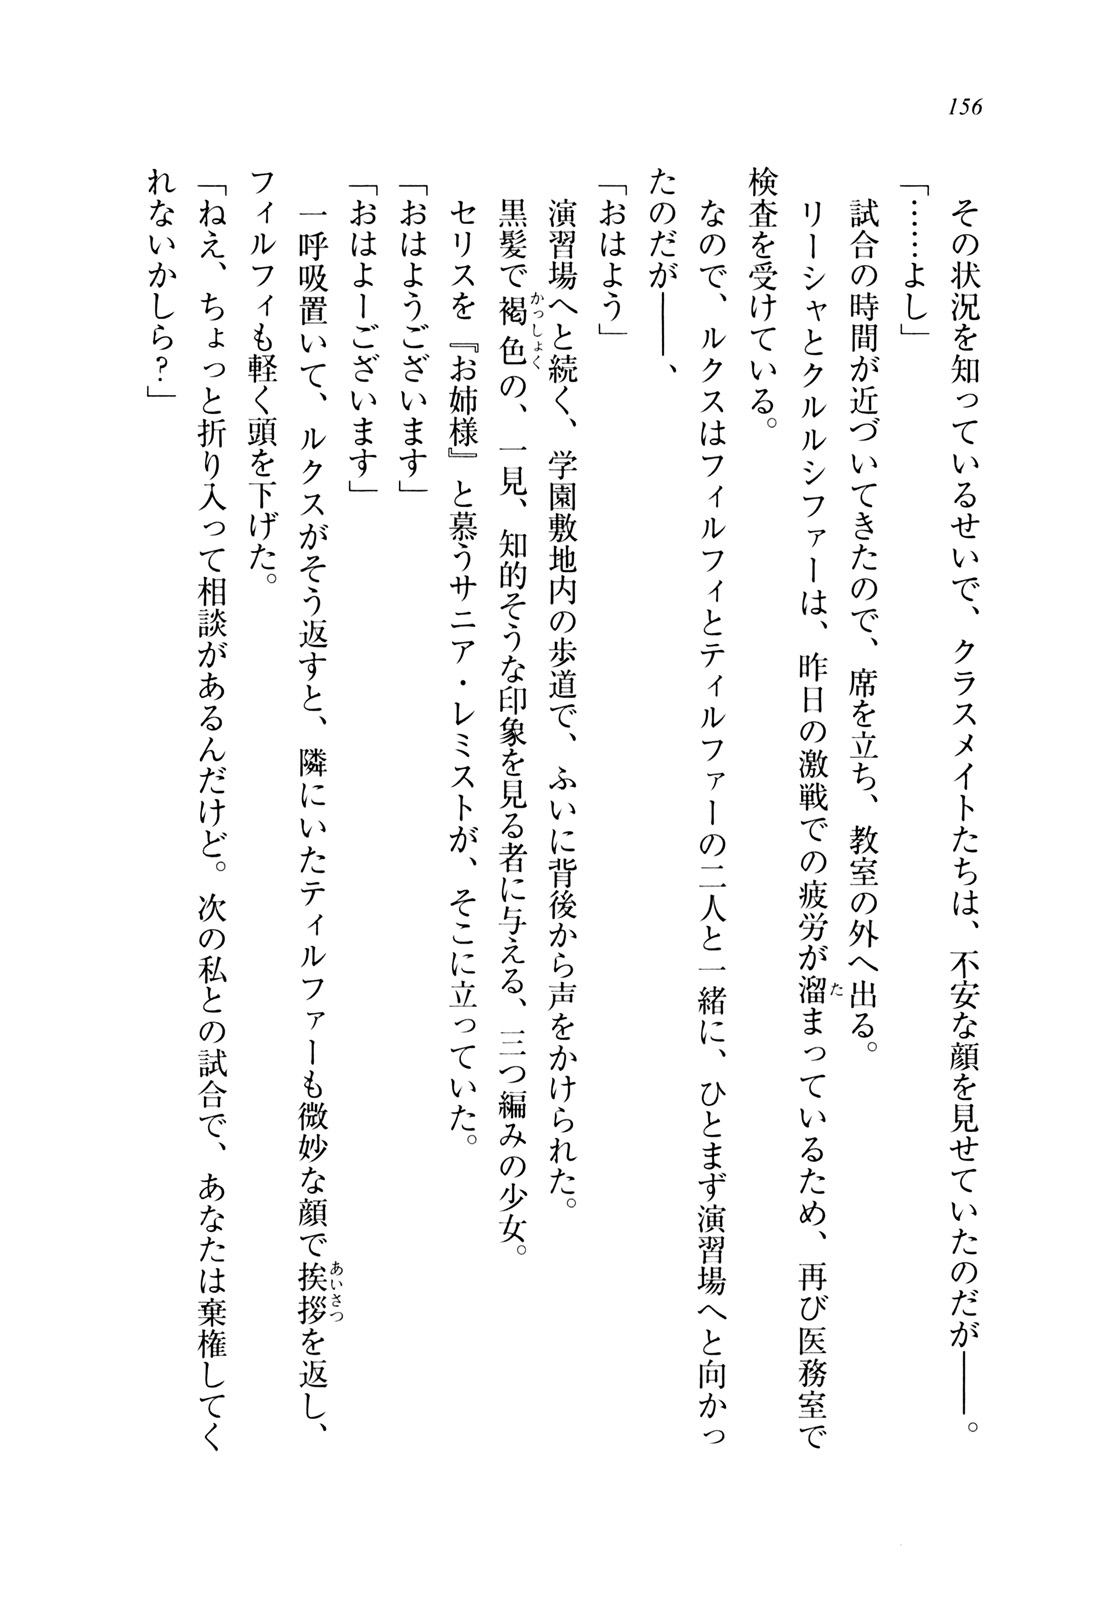 156
その状況を知っているせいで、クラスメイトたちは、不安な顔を見せていたのだが――。
「……よし」
試合の時間が近づいてきたので、席を立ち、教室の外へ出る。
リーシャとクルルシファーは、昨日の激戦での疲労が溜まっているため、再び医務室で
検査を受けている。
なので、ルクスはフィルフィとティルファーの二人と一緒に、ひとまず演習場へと向かっ
たのだが――、
「おはよう」
演習場へと続く、学園敷地内の歩道で、ふいに背後から声をかけられた。
黒髪で褐色の、一見、知的そうな印象を見る者に与える、三つ編みの少女。
セリスを『お姉様』と慕うサニア・レミストが、そこに立っていた。
「おはようございます」
「おはよーございます」
一呼吸置いて、ルクスがそう返すと、隣にいたティルファーも微妙な顔で挨拶を返し、
フィルフィも軽く頭を下げた。
「ねえ、ちょっと折り入って相談があるんだけど。次の私との試合で、あなたは棄権してく
れないかしら?」